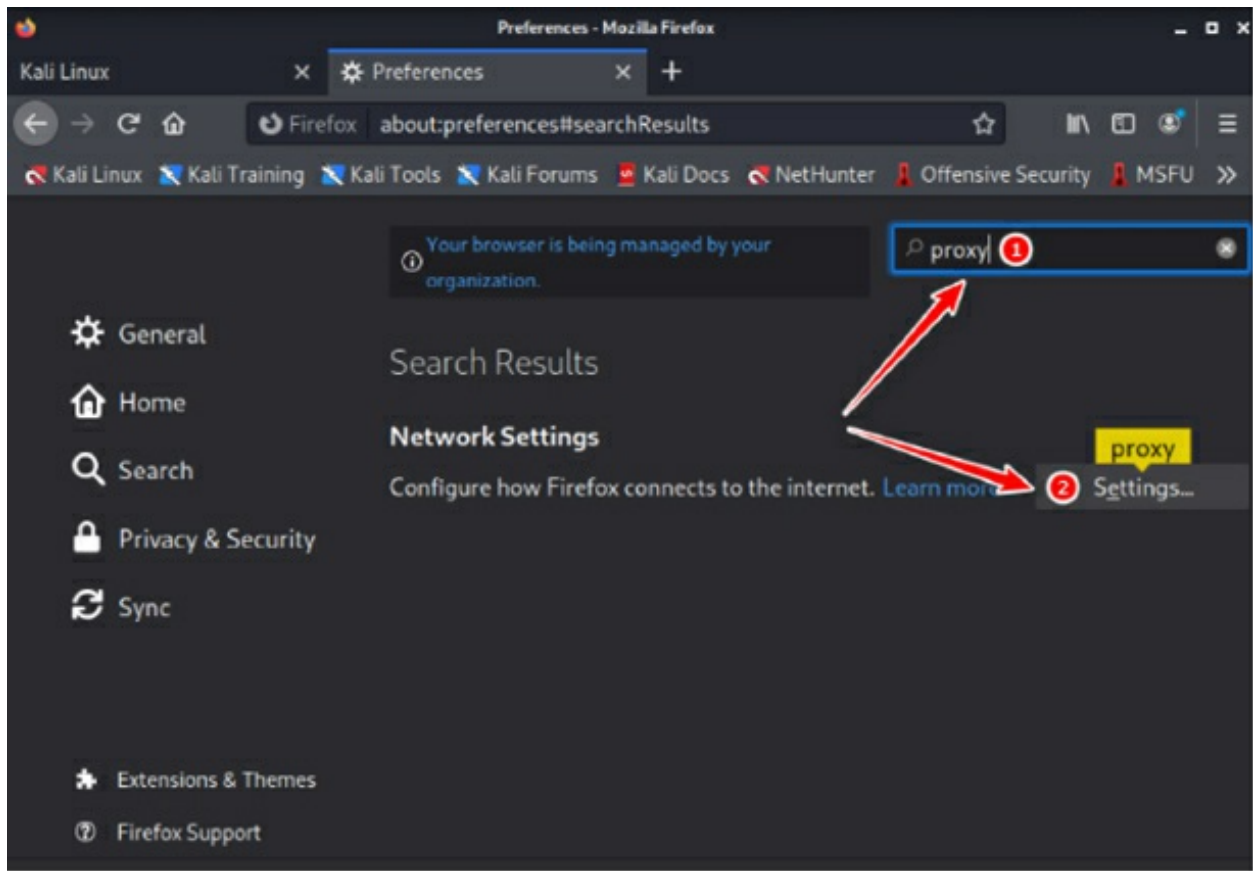 Preferences - Mozilla Firefox
Kali Linux
Preferences
Firefox about:preferences#searchResults
Kali Linux Kali Training Kali Tools Kali Forums Kali Docs NetHunter Offensive Security MSFU
Your browser is being managed by your
organization.
proxy 1
General
Home
Search
Privacy & Security
Sync
Search Results
Network Settings
proxy
Configure how Firefox connects to the internet. Learn more 2 Settings...
Extensions & Themes
Firefox Support